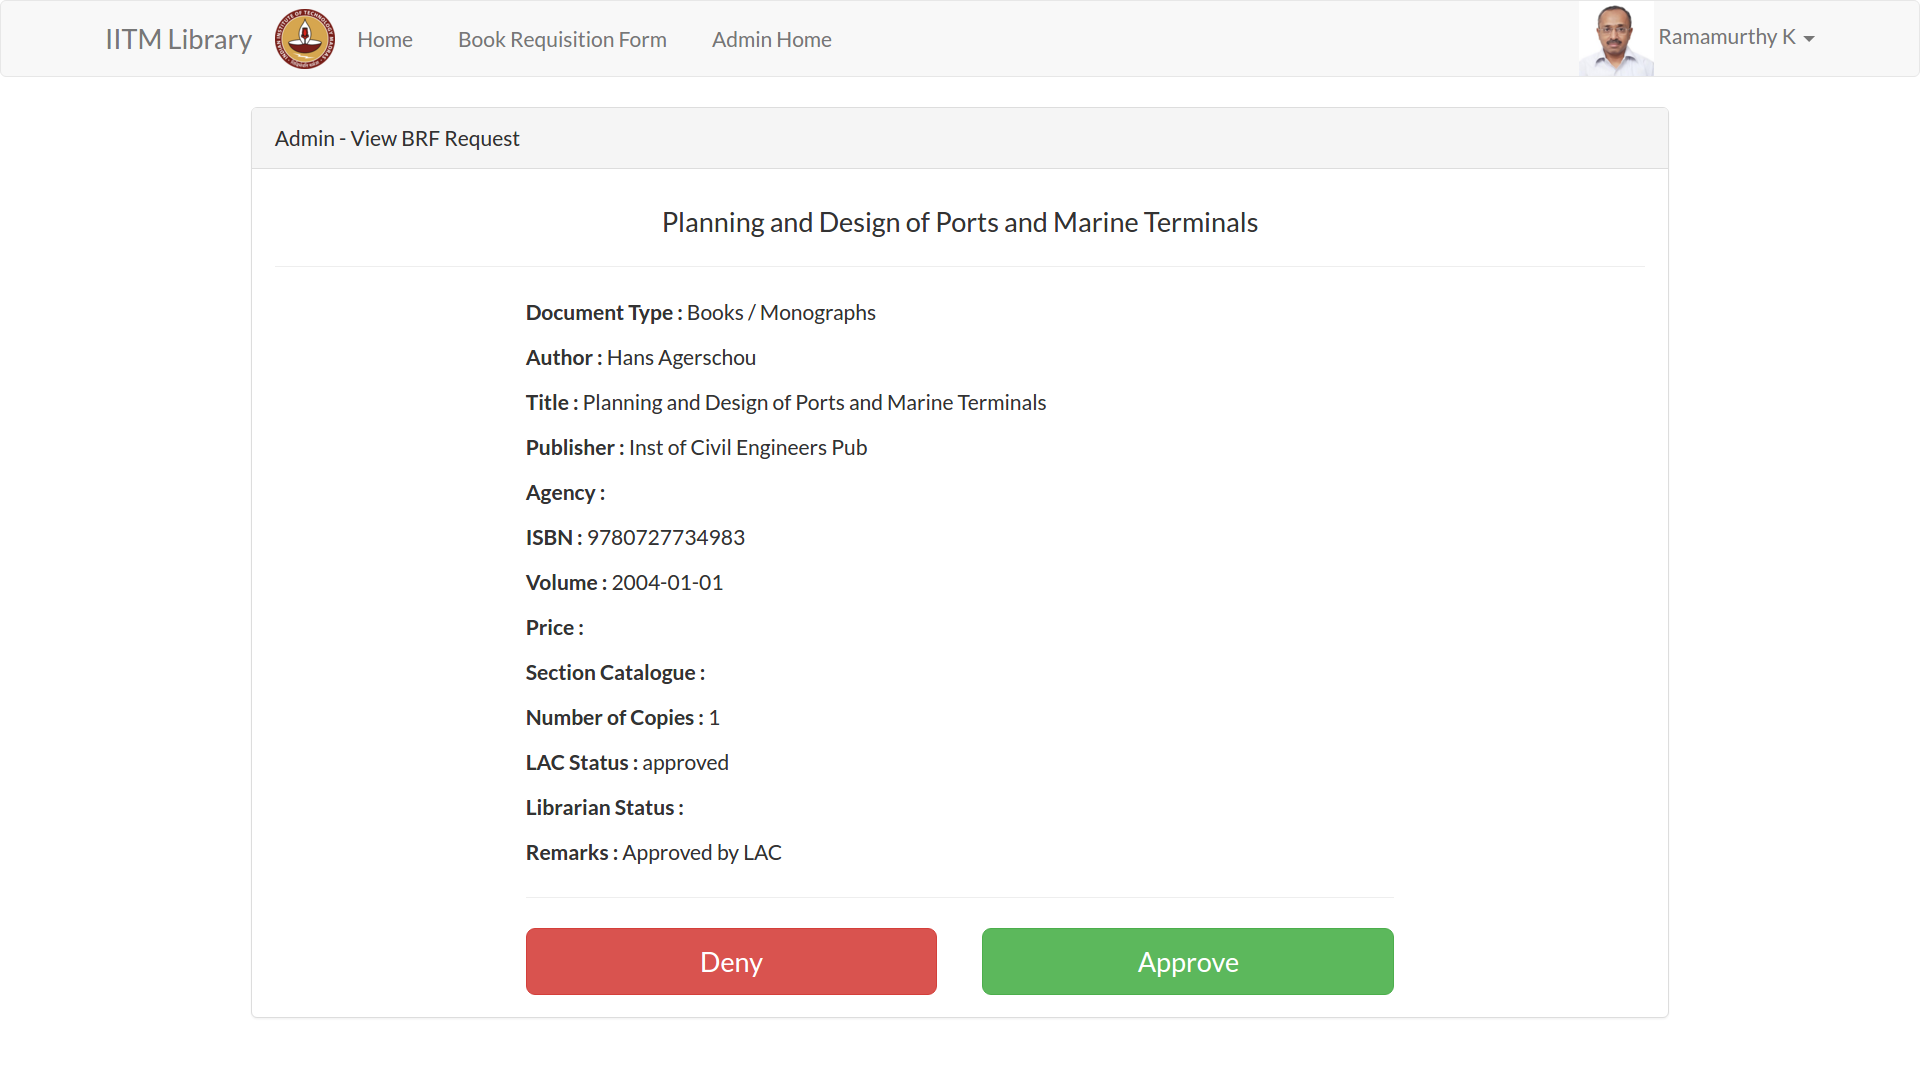 IITM Library
Home
Book Requisition Form
Admin Home
Ramamurthy K
Admin - View BRF Request
Planning and Design of Ports and Marine Terminals
Document Type : Books / Monographs
Author : Hans Agerschou
Title : Planning and Design of Ports and Marine Terminals
Publisher : Inst of Civil Engineers Pub
Agency :
ISBN : 9780727734983
Volume : 2004-01-01
Price :
Section Catalogue :
Number of Copies : 1
LAC Status : approved
Librarian Status :
Remarks : Approved by LAC
Deny
Approve